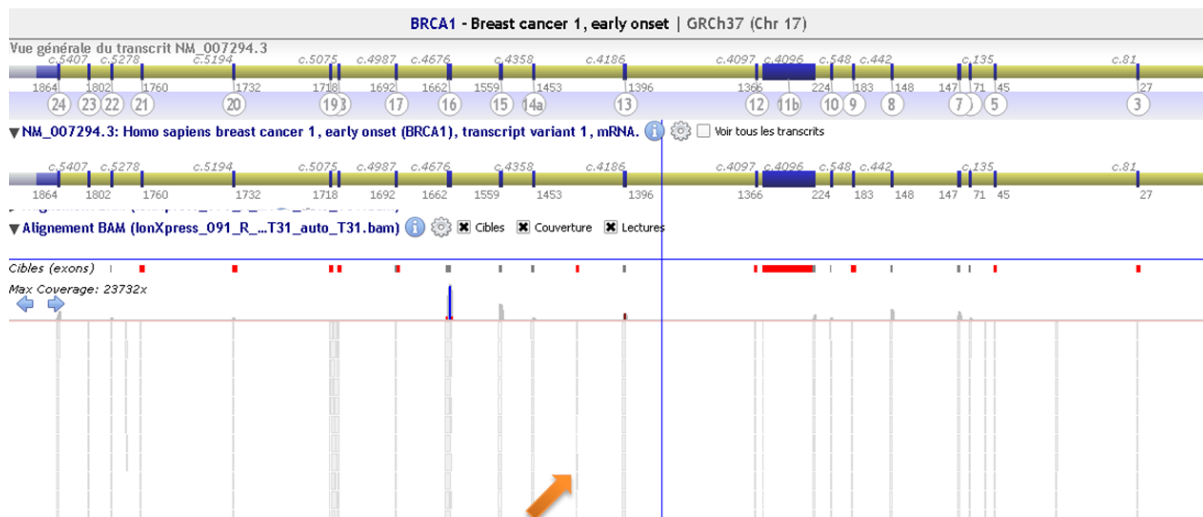 BRCA1 - Breast cancer 1, early onset | GRCh37 (Chr 17)
Vue générale du transcrit NM_007294.3
c.5407 c.5278 c.5194 c.5075 c.4987 c.4676 c.4358 c.4186 c.4097 c.4096 c.548 c.442 c.135 c.81
1864 1802 1760 1732 1718 1692 1662 1559 1453 1396 1366 224 183 148 147 71 45 27
24 23 22 21 20 19 17 16 15 14a 13 12 11b 10 9 8 7 5 3
NM_007294.3: Homo sapiens breast cancer 1, early onset (BRCA1), transcript variant 1, mRNA. i Voir tous les transcrits
c.5407 c.5278 c.5194 c.5075 c.4987 c.4676 c.4358 c.4186 c.4097 c.4096 c.548 c.442 c.135 c.81
1864 1802 1760 1732 1718 1692 1662 1559 1453 1396 1366 224 183 148 147 71 45 27
Alignement BAM (IonXpress_091_R_...T31_auto_T31.bam) i Cibles Couverture Lectures
Cibles (exons)
Max Coverage: 23732x